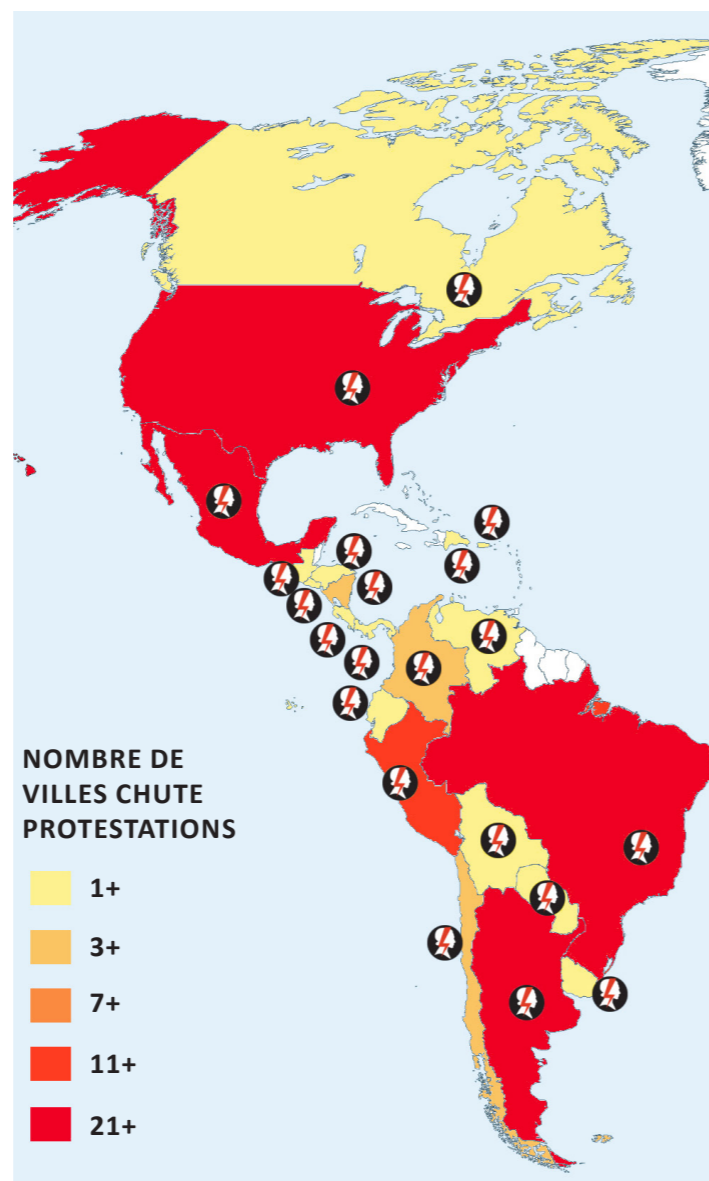 NOMBRE DE
VILLES CHUTE
PROTESTATIONS
1+
3+
7+
11+
21+